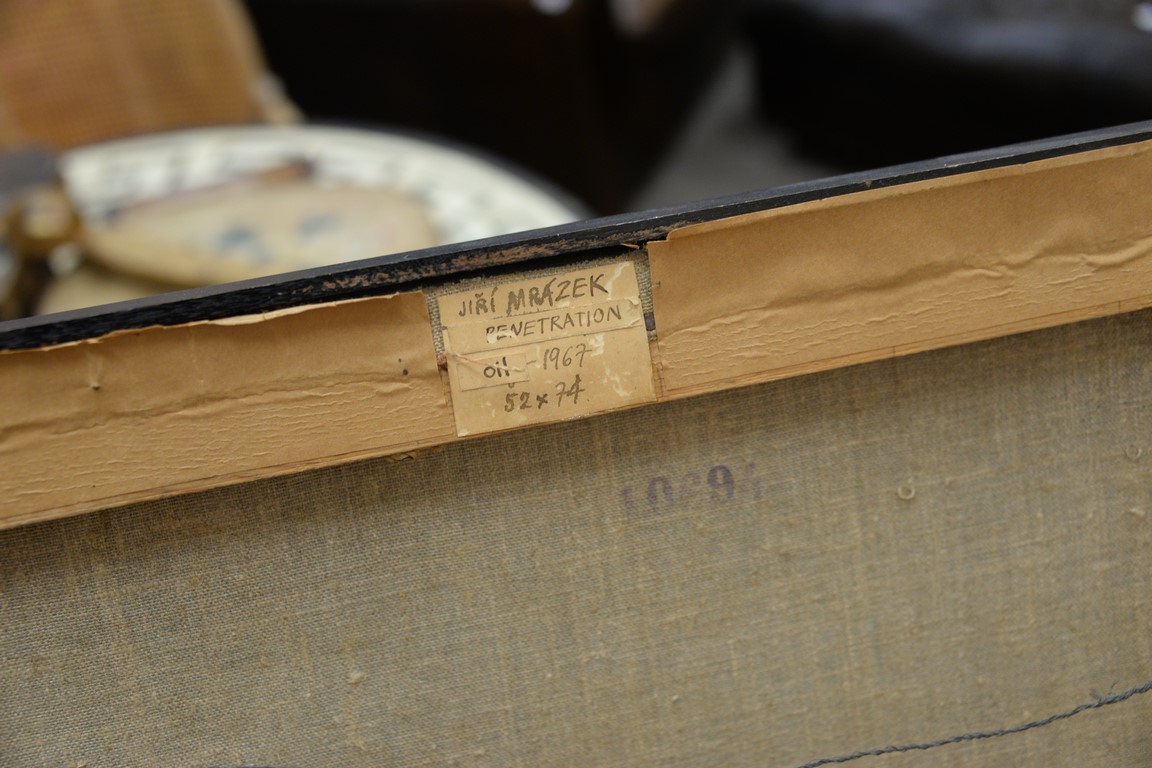 JIŘÍ MRÁZEK
PENETRATION
oil - 1967
52 x 74